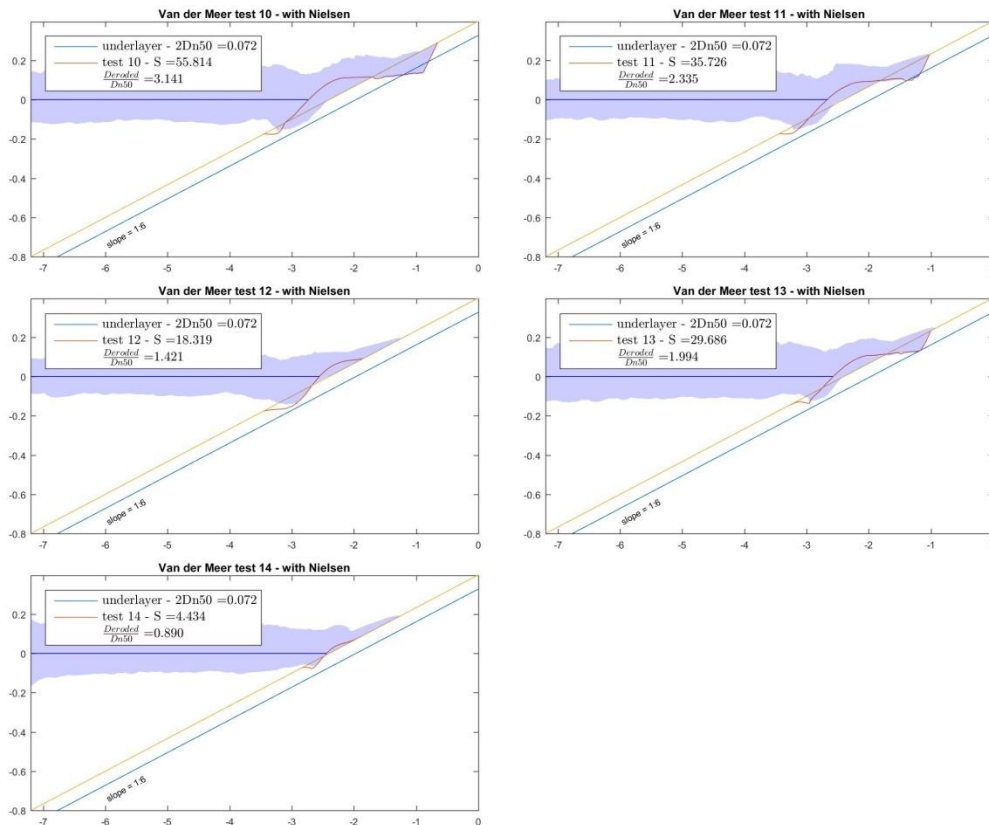 Van der Meer test 10 - with Nielsen
underlayer - 2Dn50 =0.072
test 10 - S =55.814
Deroded
Dn50
=3.141
0.2
0
-0.2
-0.4
-0.6
-0.8
slope = 1:6
-7 -6 -5 -4 -3 -2 -1 0
Van der Meer test 11 - with Nielsen
underlayer - 2Dn50 =0.072
test 11 - S =35.726
Deroded
Dn50
=2.335
0.2
0
-0.2
-0.4
-0.6
-0.8
slope = 1:6
-7 -6 -5 -4 -3 -2 -1 0
Van der Meer test 12 - with Nielsen
underlayer - 2Dn50 =0.072
test 12 - S =18.319
Deroded
Dn50
=1.421
0.2
0
-0.2
-0.4
-0.6
-0.8
slope = 1:6
-7 -6 -5 -4 -3 -2 -1 0
Van der Meer test 13 - with Nielsen
underlayer - 2Dn50 =0.072
test 13 - S =29.686
Deroded
Dn50
=1.994
0.2
0
-0.2
-0.4
-0.6
-0.8
slope = 1:6
-7 -6 -5 -4 -3 -2 -1 0
Van der Meer test 14 - with Nielsen
underlayer - 2Dn50 =0.072
test 14 - S =4.434
Deroded
Dn50
=0.890
0.2
0
-0.2
-0.4
-0.6
-0.8
slope = 1:6
-7 -6 -5 -4 -3 -2 -1 0